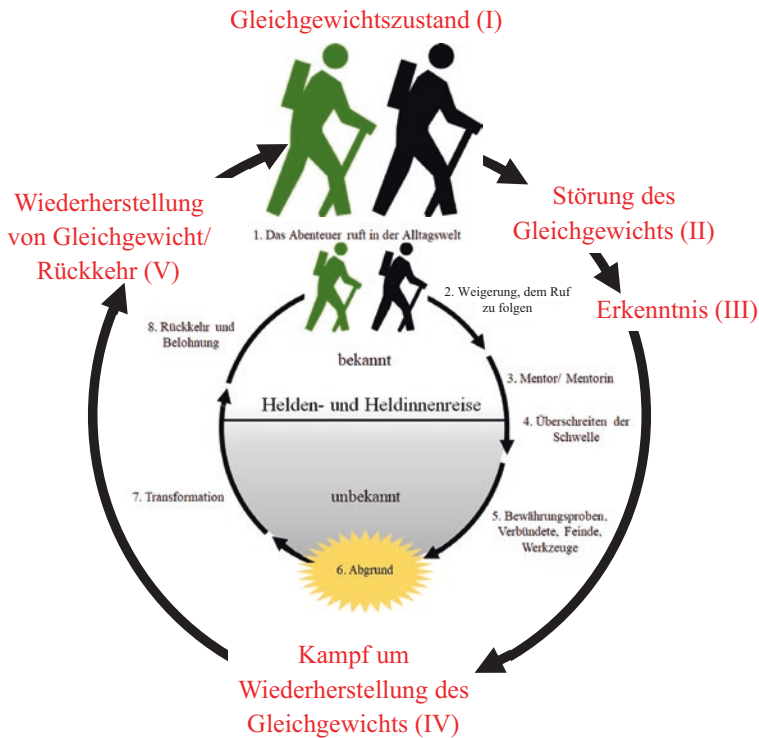 Gleichgewichtszustand (I)
Störung des
Gleichgewichts (II)
Erkenntnis (III)
Kampf um
Wiederherstellung des
Gleichgewichts (IV)
Wiederherstellung
von Gleichgewicht/
Rückkehr (V)
1. Das Abenteuer ruft in der Alltagswelt
2. Weigerung, dem Ruf
zu folgen
3. Mentor/ Mentorin
4. Überschreiten der
Schwelle
5. Bewährungsproben,
Verbündete, Feinde,
Werkzeuge
6. Abgrund
7. Transformation
8. Rückkehr und
Belohnung
bekannt
Helden- und Heldinnenreise
unbekannt